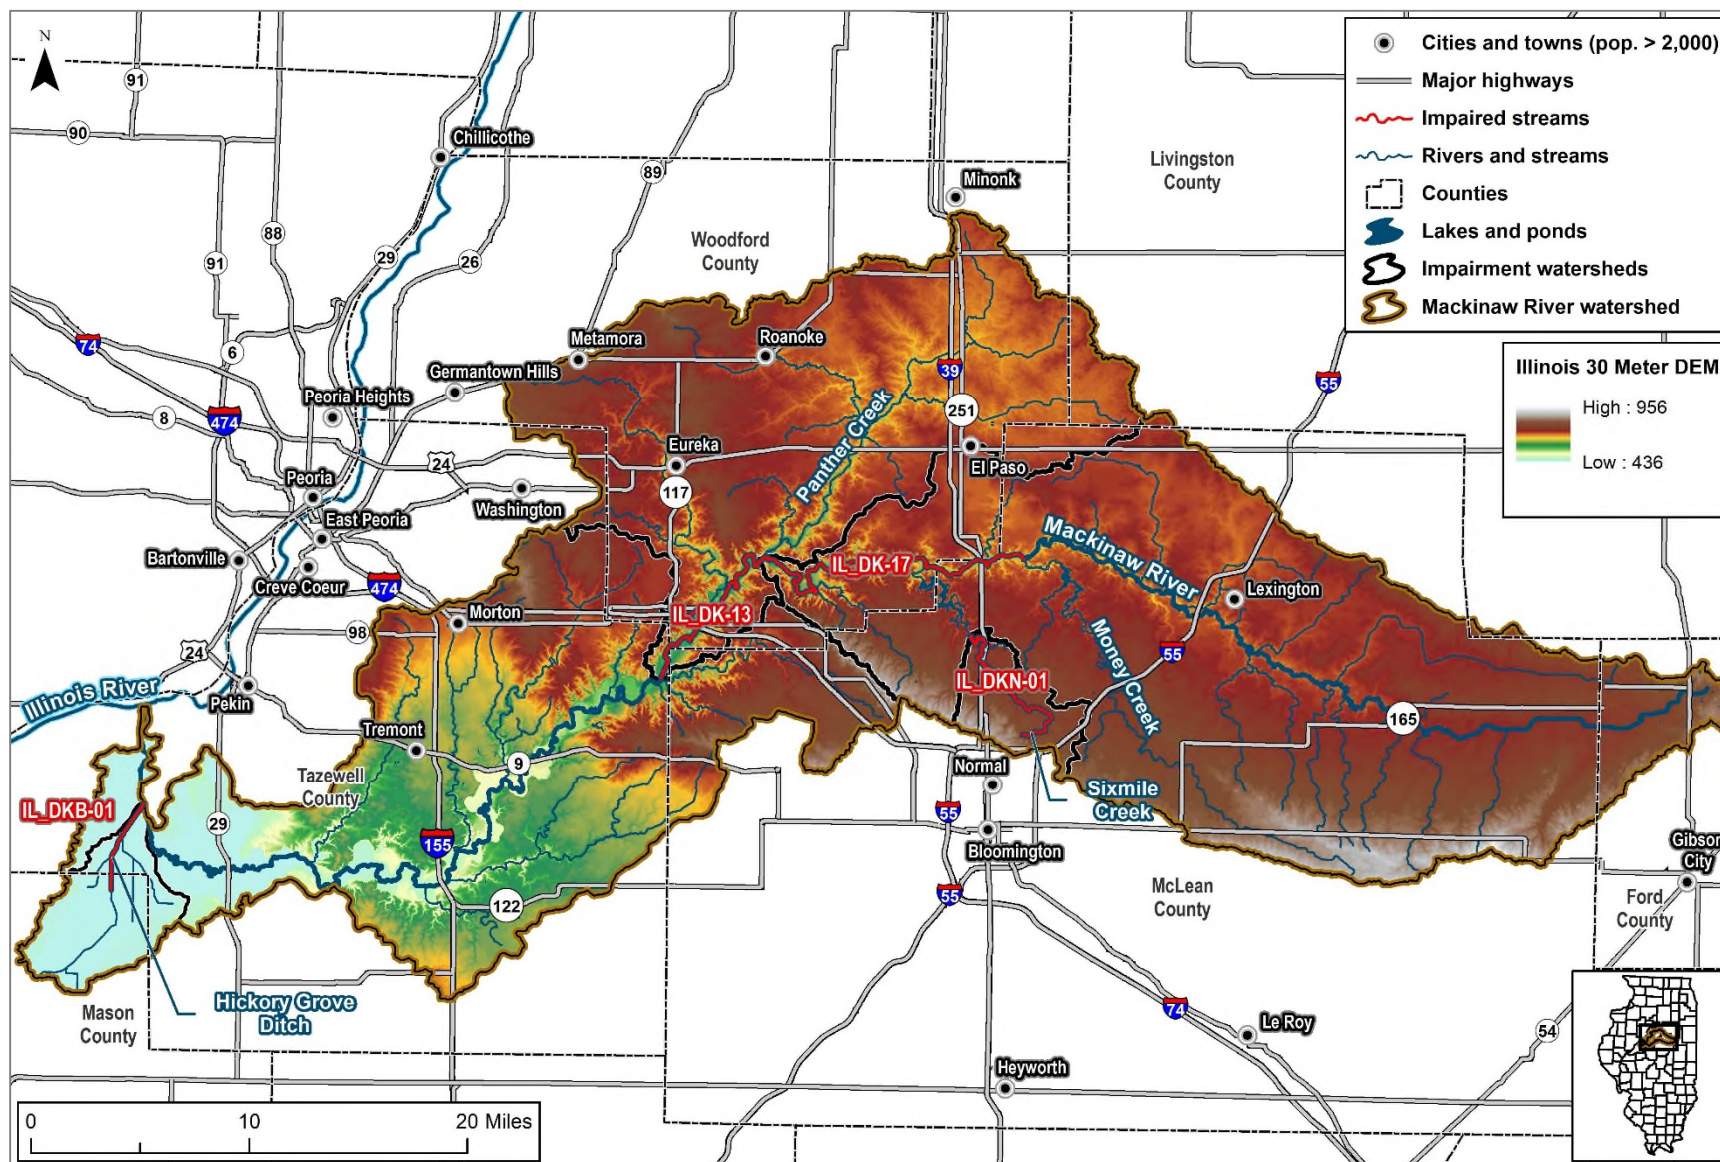 N
Cities and towns (pop. > 2,000)
Major highways
Impaired streams
Rivers and streams
Counties
Lakes and ponds
Impairment watersheds
Mackinaw River watershed
Illinois 30 Meter DEM
High : 956
Low : 436
91
90
Chillicothe
89
Livingston
County
Minonk
88
Woodford
County
29
26
91
74
6
Metamora
Roanoke
39
55
Germantown Hills
Peoria Heights
8
474
251
Panther Creek
Eureka
El Paso
24
Peoria
117
Washington
East Peoria
Bartonville
Creve Coeur
474
Mackinaw River
IL_DK-17
Lexington
Morton
98
IL_DK-13
24
55
Money Creek
IL_DKN-01
Illinois River
Pekin
165
Tremont
9
Tazewell
County
Normal
Sixmile
Creek
IL_DKB-01
29
155
55
Bloomington
Gibson
City
55
McLean
County
122
Ford
County
Hickory Grove
Ditch
Mason
County
74
Le Roy
54
Heyworth
0
10
20 Miles